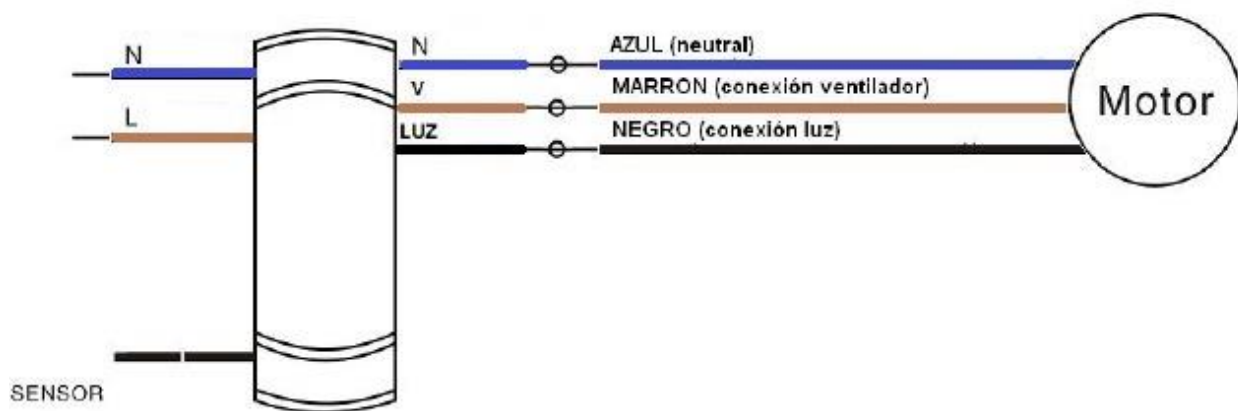 N
L
SENSOR
N
V
LUZ
AZUL (neutral)
MARRON (conexión ventilador)
NEGRO (conexión luz)
Motor